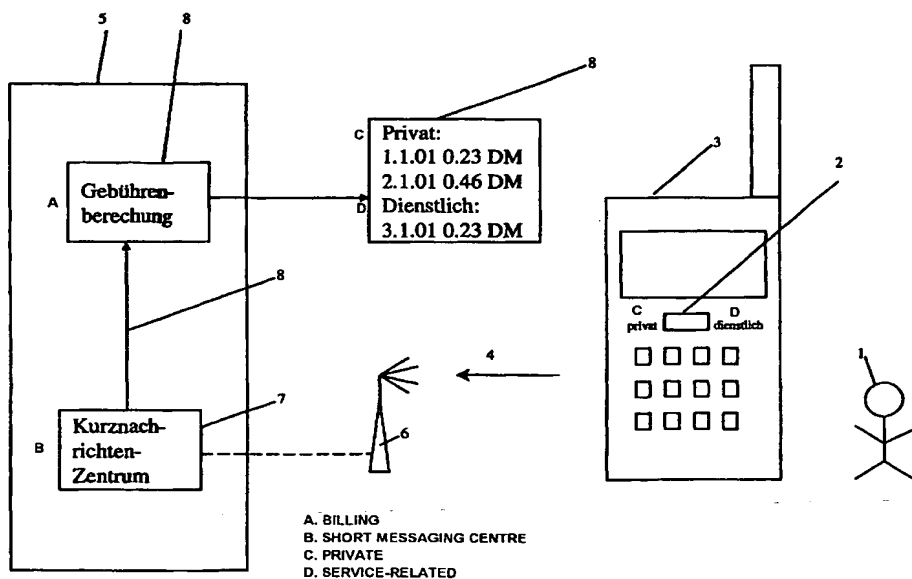 5
8
8
C
Privat:
1.1.01 0.23 DM
2.1.01 0.46 DM
D
Dienstlich:
3.1.01 0.23 DM
A
Gebühren-
berechung
8
3
2
C
privat
D
dienstlich
4
1
B
Kurznach-
richten-
Zentrum
7
6
A. BILLING
B. SHORT MESSAGING CENTRE
C. PRIVATE
D. SERVICE-RELATED